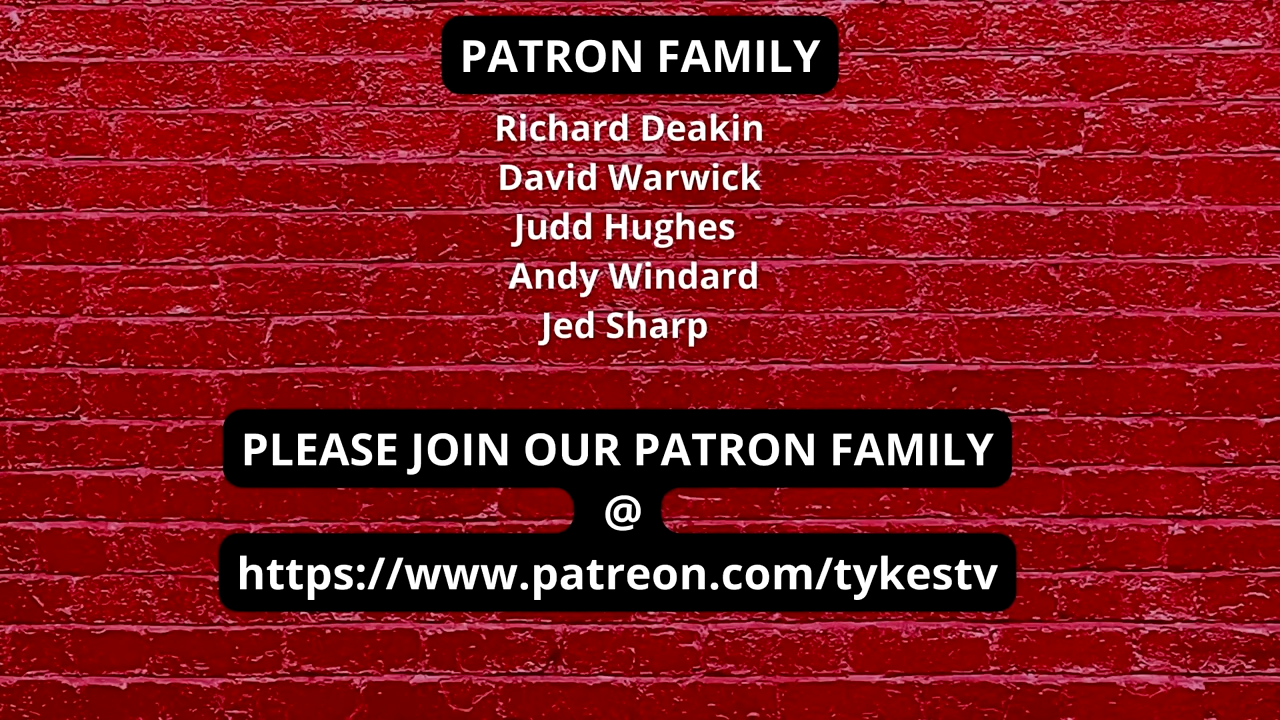 PATRON FAMILY
Richard Deakin
David Warwick
Judd Hughes
Andy Windard
Jed Sharp
PLEASE JOIN OUR PATRON FAMILY
@
https://www.patreon.com/tykestv